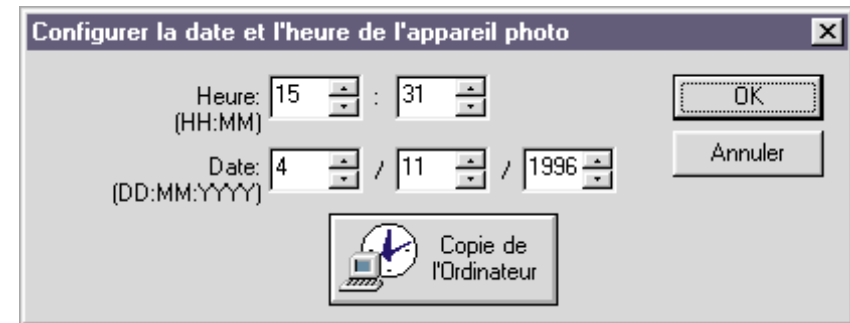 Configurer la date et l'heure de l'appareil photo
Heure: 15 : 31
(HH:MM)
OK
Date: 4 / 11 / 1996
(DD:MM:YYYY)
Annuler
Copie de
l'Ordinateur